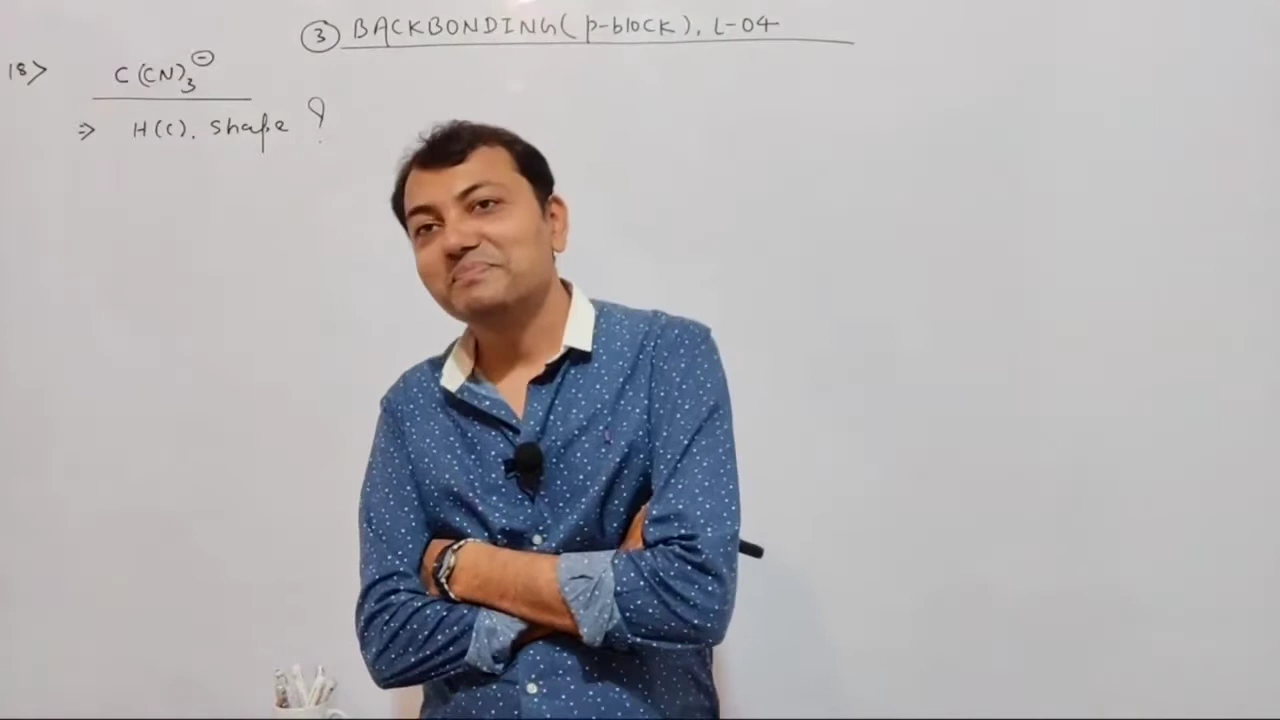 ③ BACKBONDING (p-block). L-04
18> C(CN)₃⊖
⇒ H(C). Shape ?